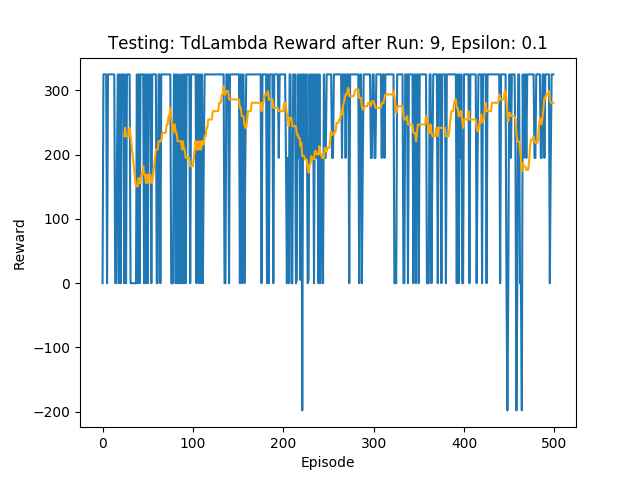 Testing: TdLambda Reward after Run: 9, Epsilon: 0.1
300
200
100
0
−100
−200
Reward
0 100 200 300 400 500
Episode